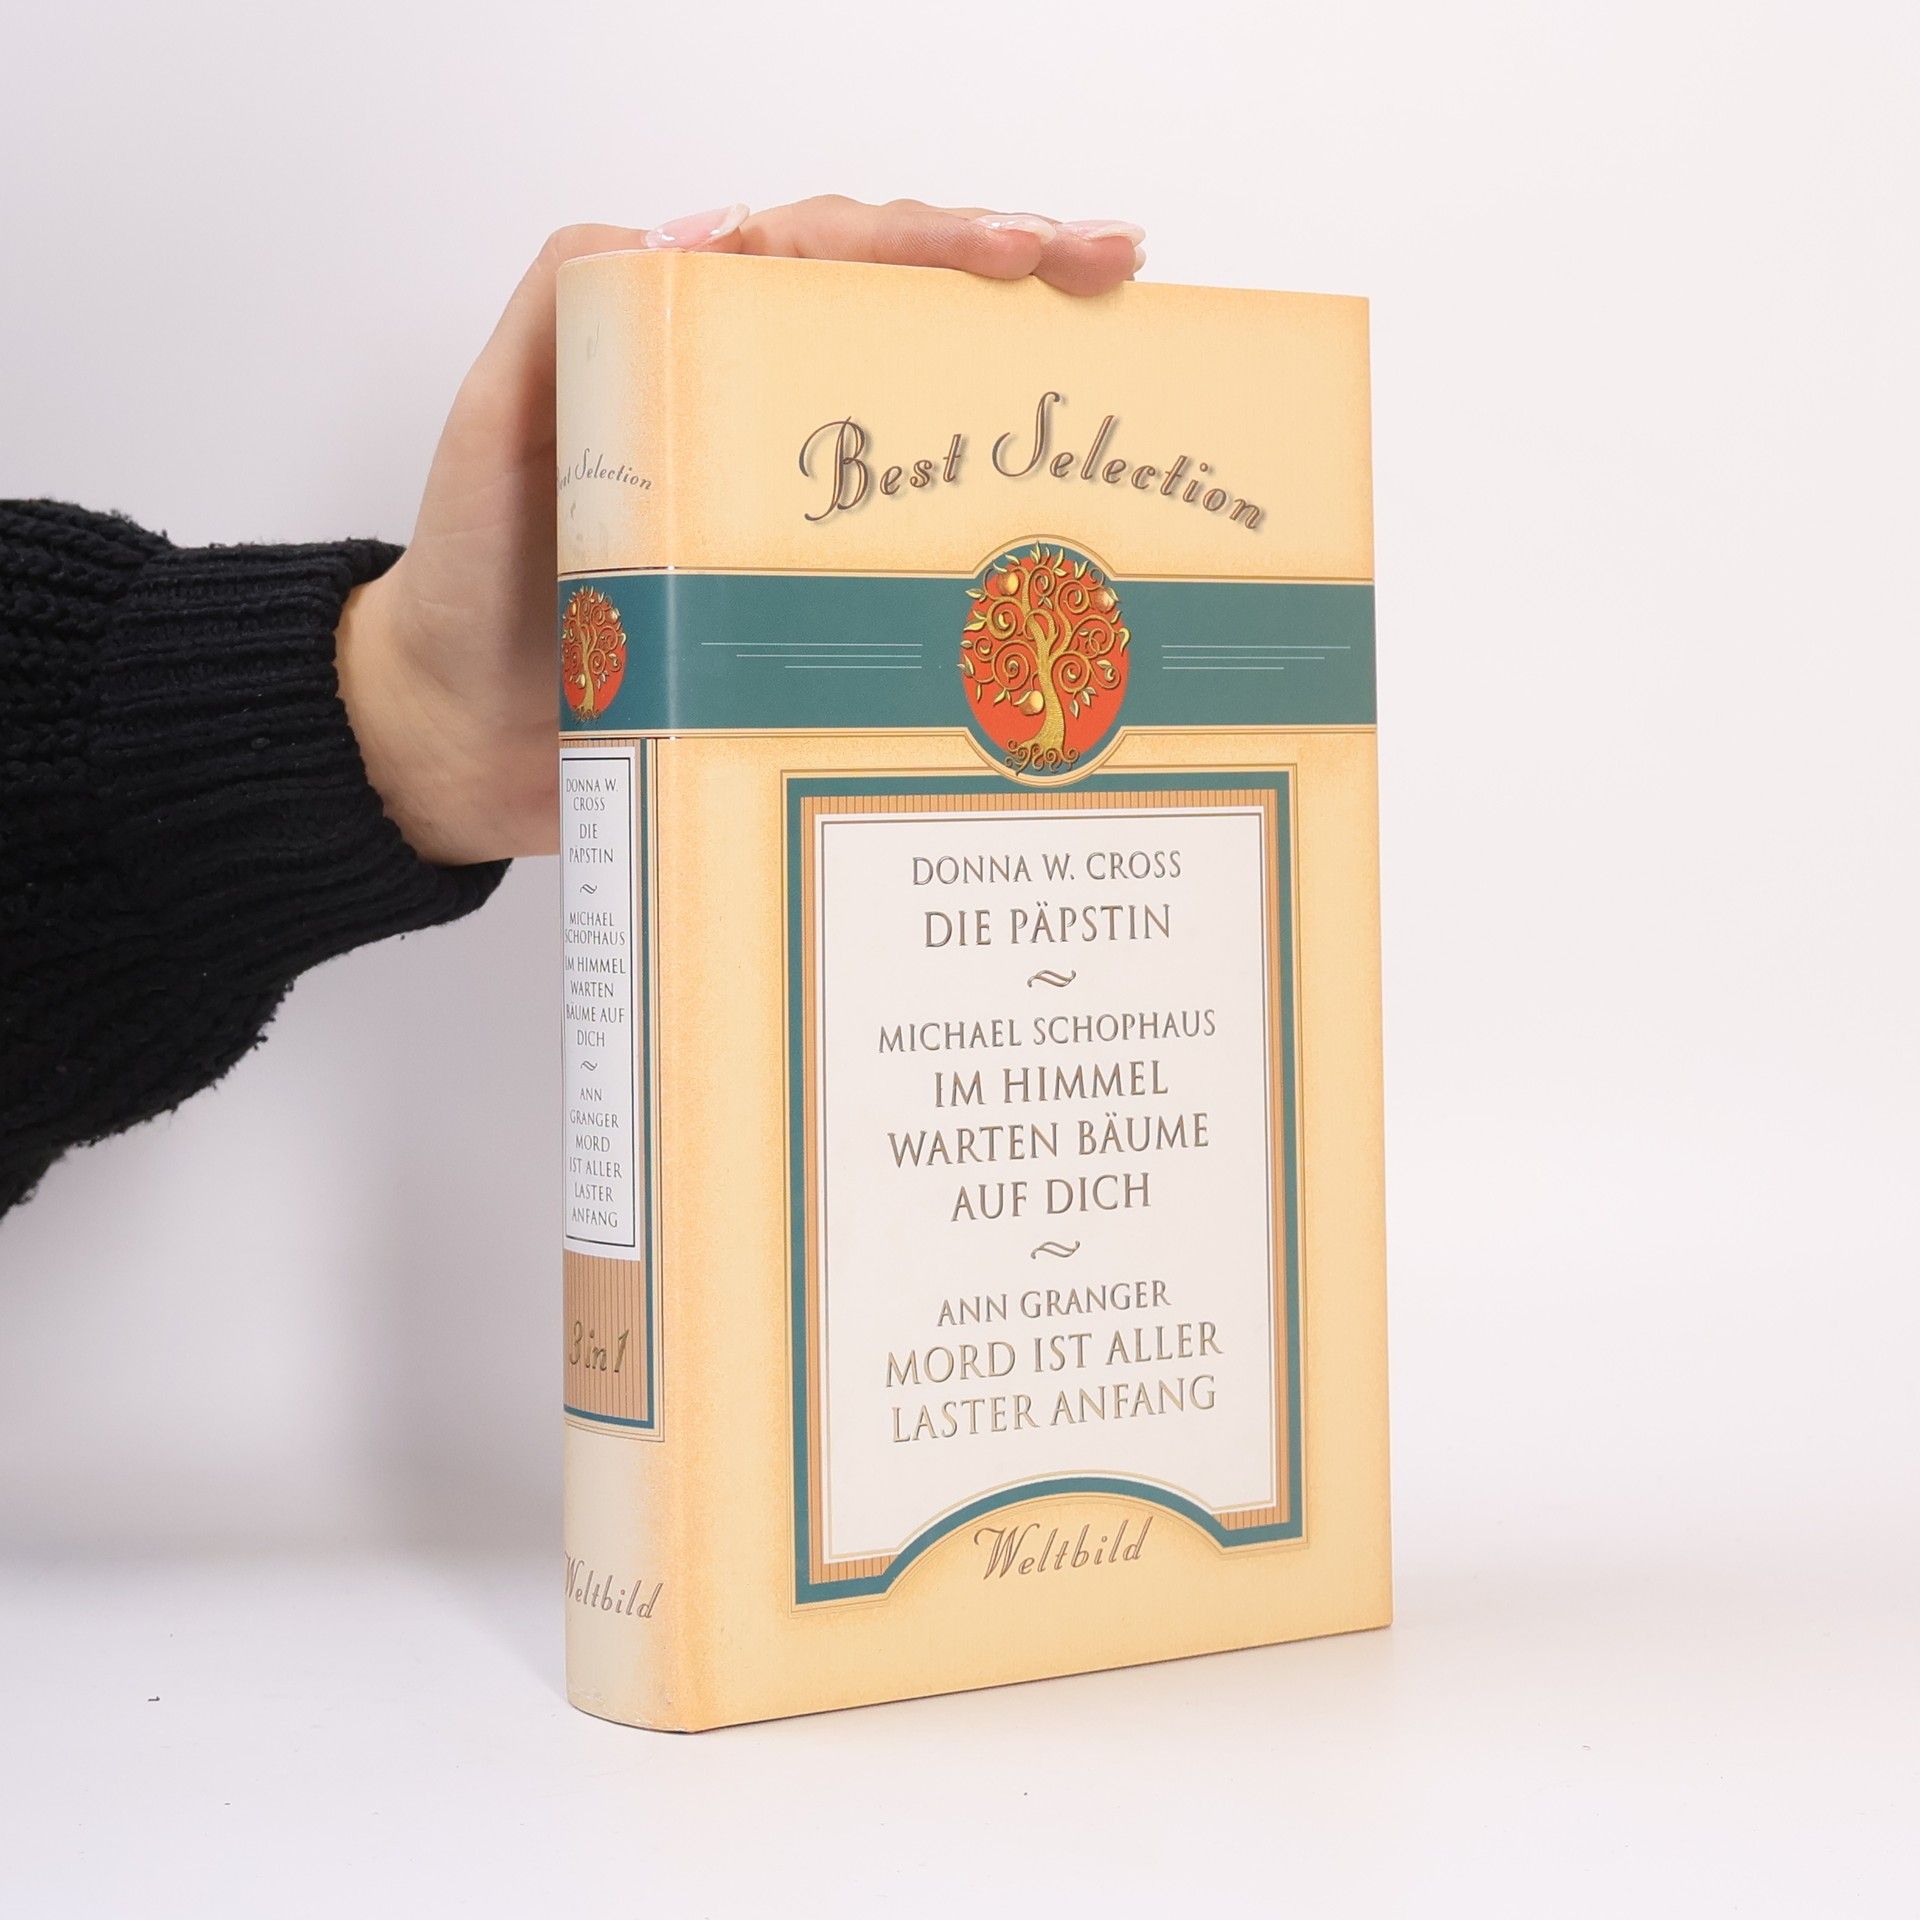 Best Selection
DONNA W. CROSS
DIE PÄPSTIN
MICHAEL SCHOPHAUS
IM HIMMEL
WARTEN BÄUME
AUF DICH
ANN GRANGER
MORD IST ALLER
LASTER ANFANG
Weltbild
Selection
DONNA W.
CROSS
DIE
PÄPSTIN
MICHAEL
SCHOPHAUS
IM HIMMEL
WARTEN
BÄUME AUF
DICH
ANN
GRANGER
MORD
IST ALLER
LASTER
ANFANG
3 in 1
Weltbild